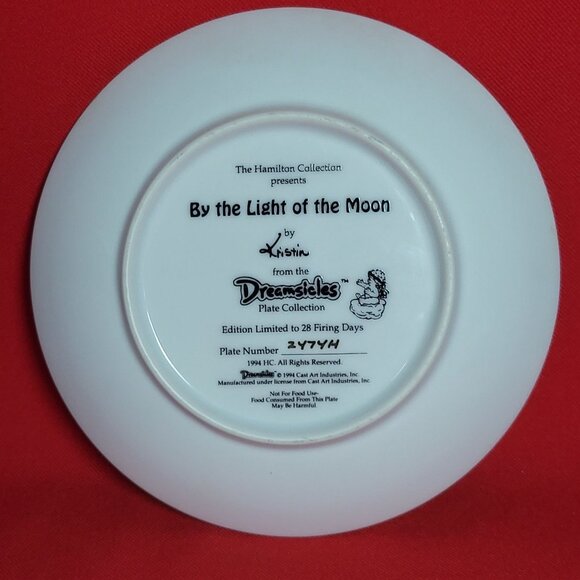 The Hamilton Collection
presents
By the Light of the Moon
by
Kristin
from the
Dreamsicles™
Plate Collection
Edition Limited to 28 Firing Days
Plate Number 2474H
1994 HC. All Rights Reserved.
Dreamsicles™ © 1994 Cast Art Industries, Inc.
Manufactured under license from Cast Art Industries, Inc.
Not For Food Use-
Food Consumed From This Plate
May Be Harmful